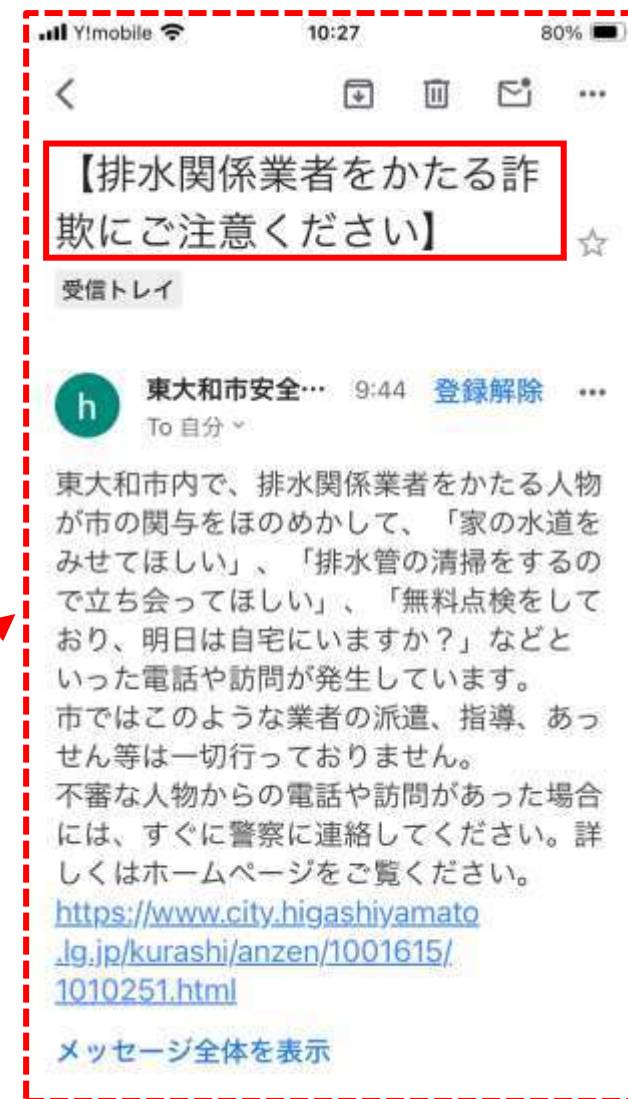 Y!mobile 10:27 80%
【排水関係業者をかたる詐
欺にご注意ください】
受信トレイ
h 東大和市安全… 9:44 登録解除
To 自分
東大和市内で、排水関係業者をかたる人物
が市の関与をほのめかして、「家の水道を
みせてほしい」、「排水管の清掃をするの
で立ち会ってほしい」、「無料点検をして
おり、明日は自宅にいますか?」などと
いった電話や訪問が発生しています。
市ではこのような業者の派遣、指導、あっ
せん等は一切行っておりません。
不審な人物からの電話や訪問があった場合
には、すぐに警察に連絡してください。詳
しくはホームページをご覧ください。
https://www.city.higashiyamato
.lg.jp/kurashi/anzen/1001615/
1010251.html
メッセージ全体を表示